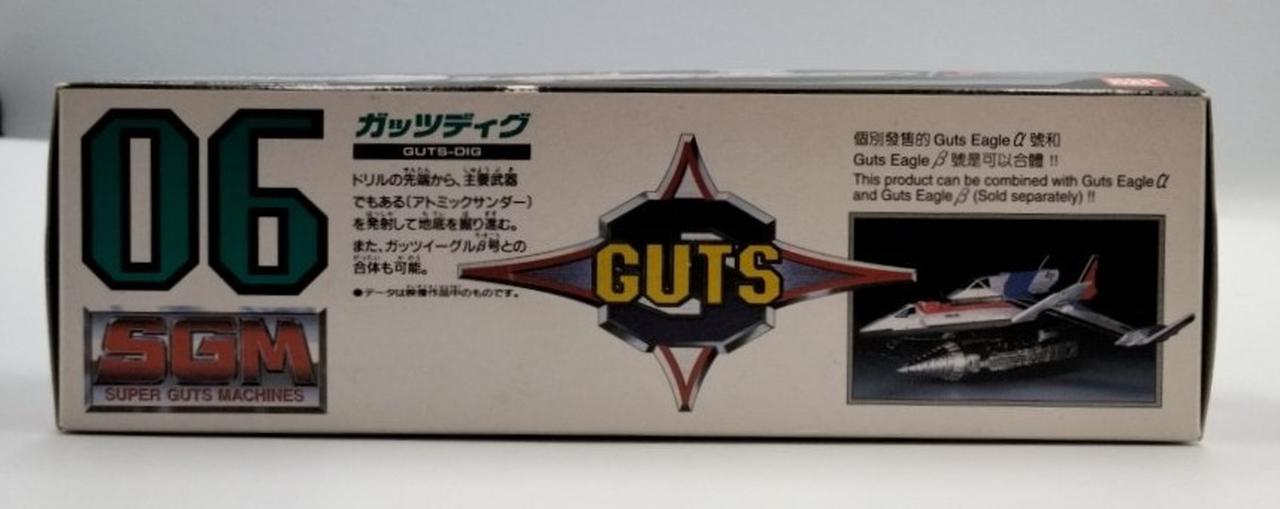 06
SGM
SUPER GUTS MACHINES
ガッツディグ
GUTS-DIG
ドリルの先端から、主要武器
でもある〔アトミックサンダー〕
を発射して地底を掘り進む。
また、ガッツイーグルβ号との
合体も可能。
●データは映像作品中のものです。
GUTS
個別發售的 Guts Eagle α 號和
Guts Eagle β 號是可以合體 !!
This product can be combined with Guts Eagle α
and Guts Eagle β (Sold separately) !!